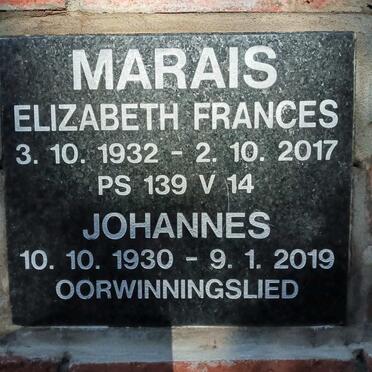 MARAIS
ELIZABETH FRANCES
3. 10. 1932 - 2. 10. 2017
PS 139 V 14
JOHANNES
10. 10. 1930 - 9. 1. 2019
OORWINNINGSLIED